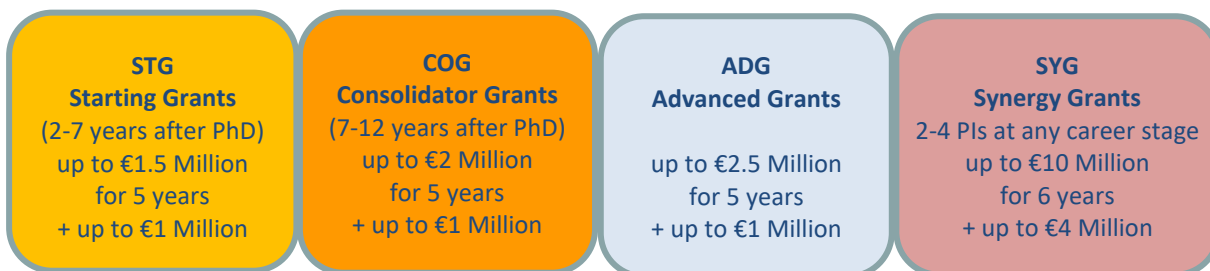 STG
Starting Grants
(2-7 years after PhD)
up to €1.5 Million
for 5 years
+ up to €1 Million
COG
Consolidator Grants
(7-12 years after PhD)
up to €2 Million
for 5 years
+ up to €1 Million
ADG
Advanced Grants
up to €2.5 Million
for 5 years
+ up to €1 Million
SYG
Synergy Grants
2-4 PIs at any career stage
up to €10 Million
for 6 years
+ up to €4 Million